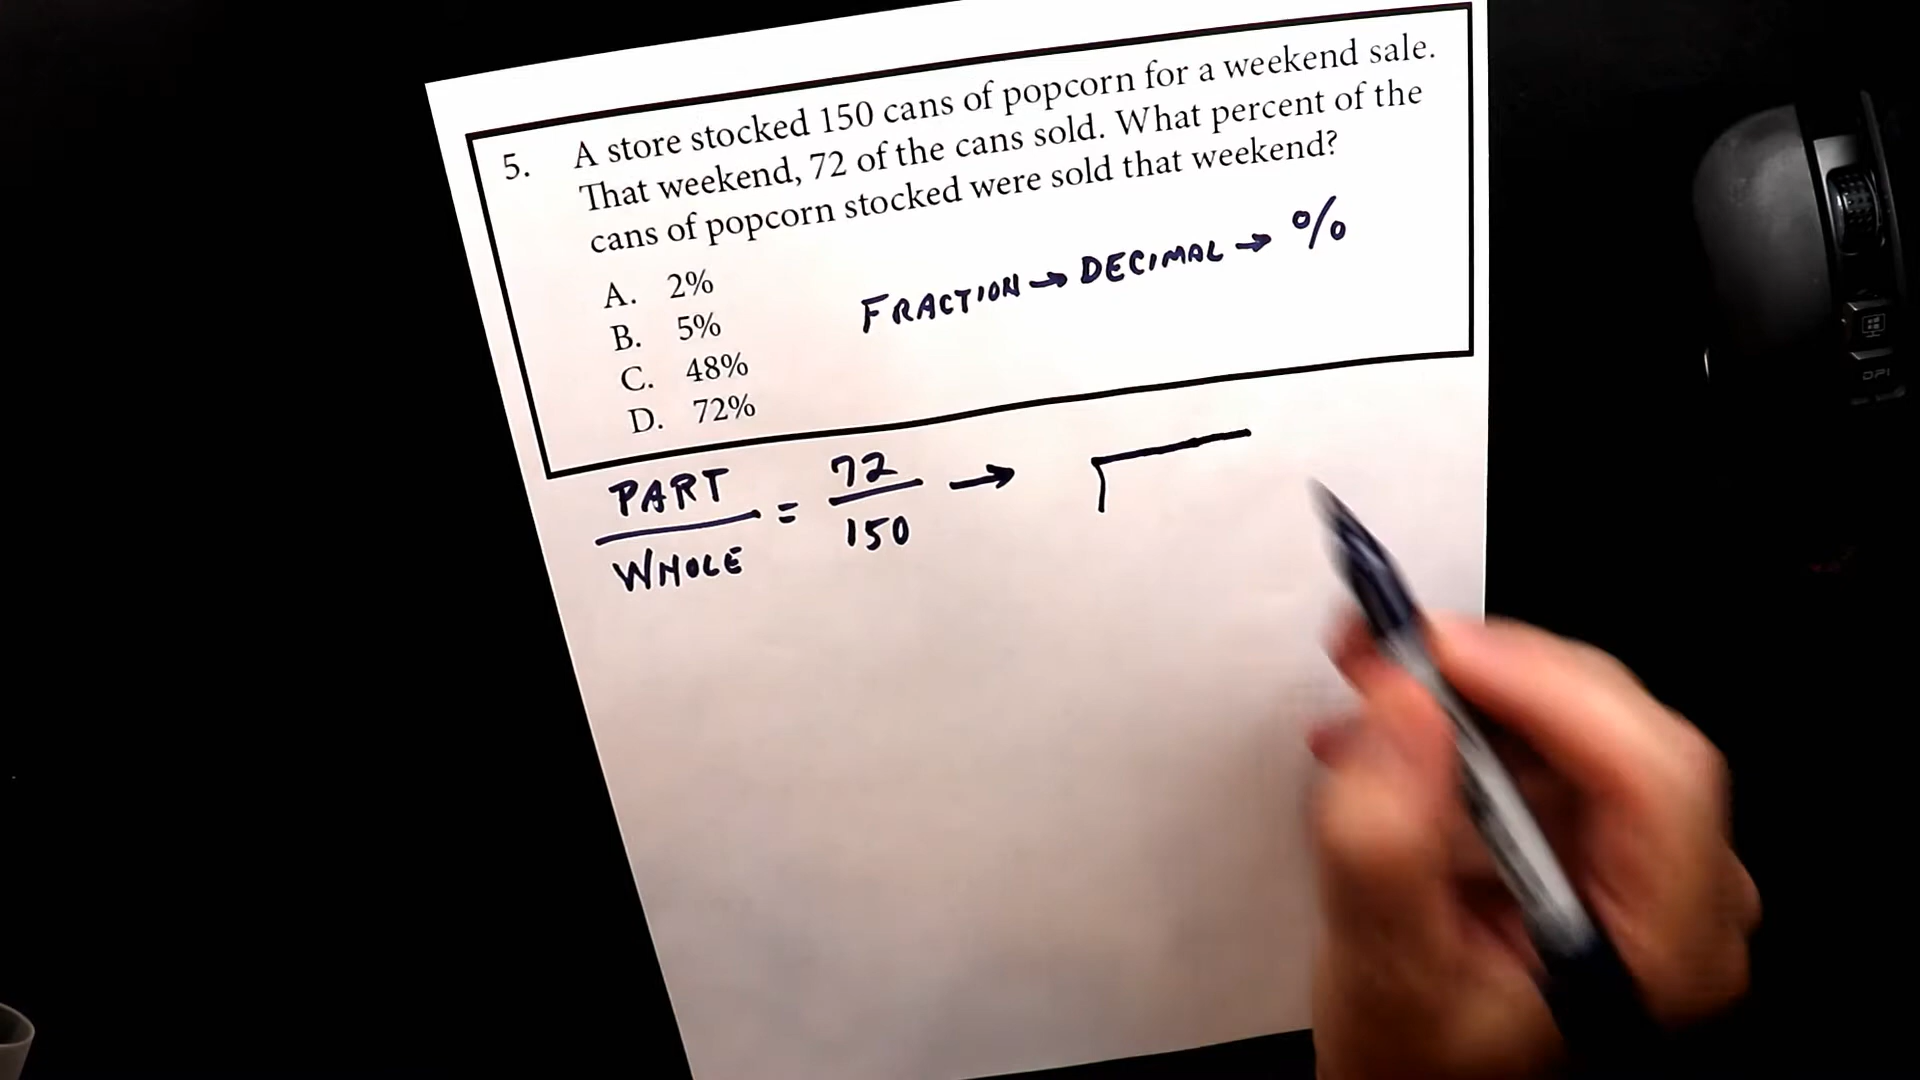 5. A store stocked 150 cans of popcorn for a weekend sale.
That weekend, 72 of the cans sold. What percent of the
cans of popcorn stocked were sold that weekend?
A. 2%
B. 5%
C. 48%
D. 72%
FRACTION → DECIMAL → %
PART
WHOLE
=
72
150
→
DPI